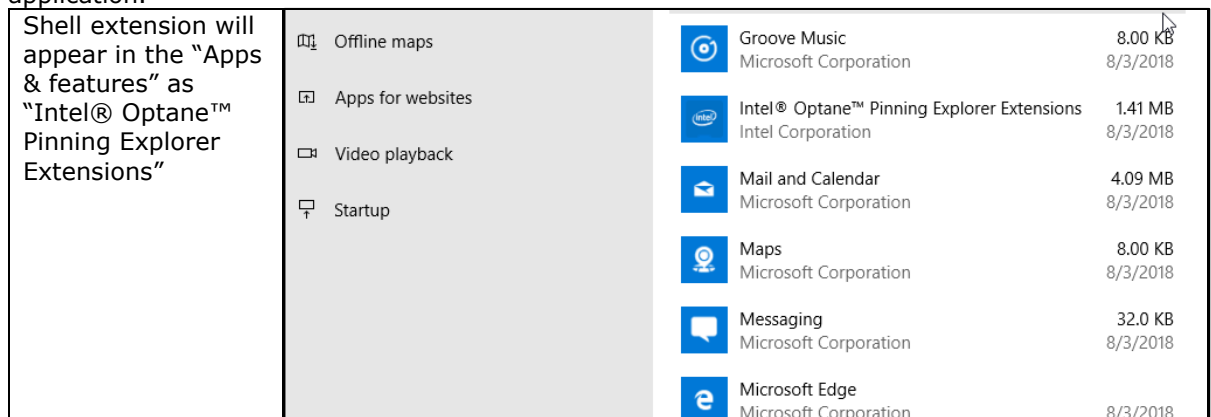 application.
Shell extension will
appear in the “Apps
& features” as
“Intel® Optane™
Pinning Explorer
Extensions”
Offline maps
Apps for websites
Video playback
Startup
Groove Music 8.00 KB
Microsoft Corporation 8/3/2018
intel
Intel® Optane™ Pinning Explorer Extensions 1.41 MB
Intel Corporation 8/3/2018
Mail and Calendar 4.09 MB
Microsoft Corporation 8/3/2018
Maps 8.00 KB
Microsoft Corporation 8/3/2018
Messaging 32.0 KB
Microsoft Corporation 8/3/2018
Microsoft Edge
Microsoft Corporation 8/3/2018